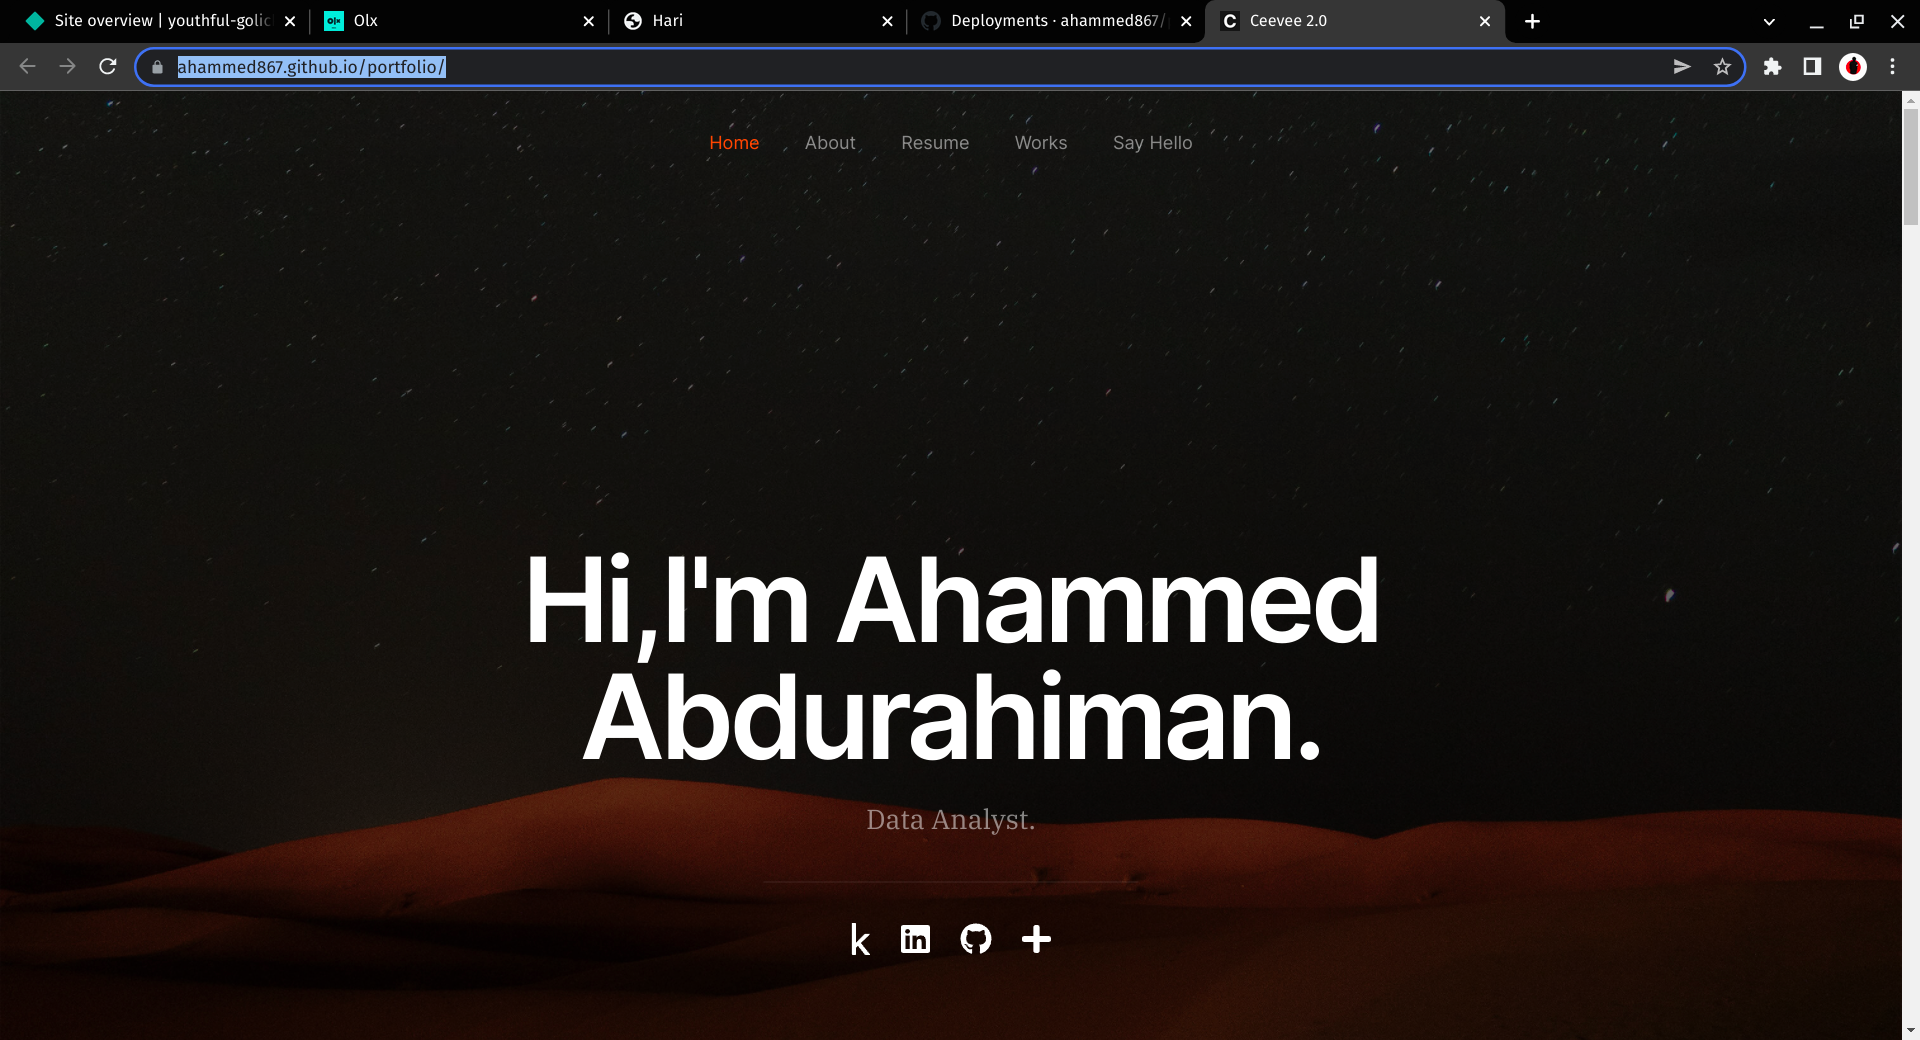 Site overview | youthful-golic
Olx
Hari
Deployments · ahammed867/
C
Ceevee 2.0
ahammed867.github.io/portfolio/
Home
About
Resume
Works
Say Hello
Hi,I'm Ahammed
Abdurahiman.
Data Analyst.
k
in